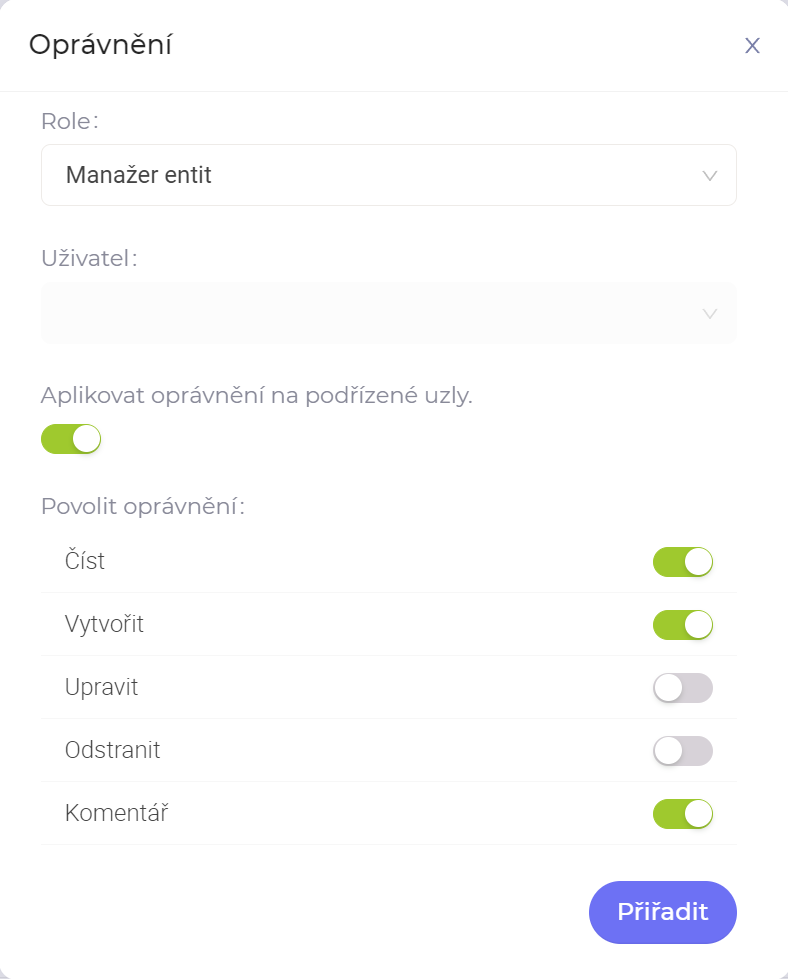 Oprávnění
X
Role:
Manažer entit
Uživatel:
Aplikovat oprávnění na podřízené uzly.
Povolit oprávnění:
Číst
Vytvořit
Upravit
Odstranit
Komentář
Přiřadit